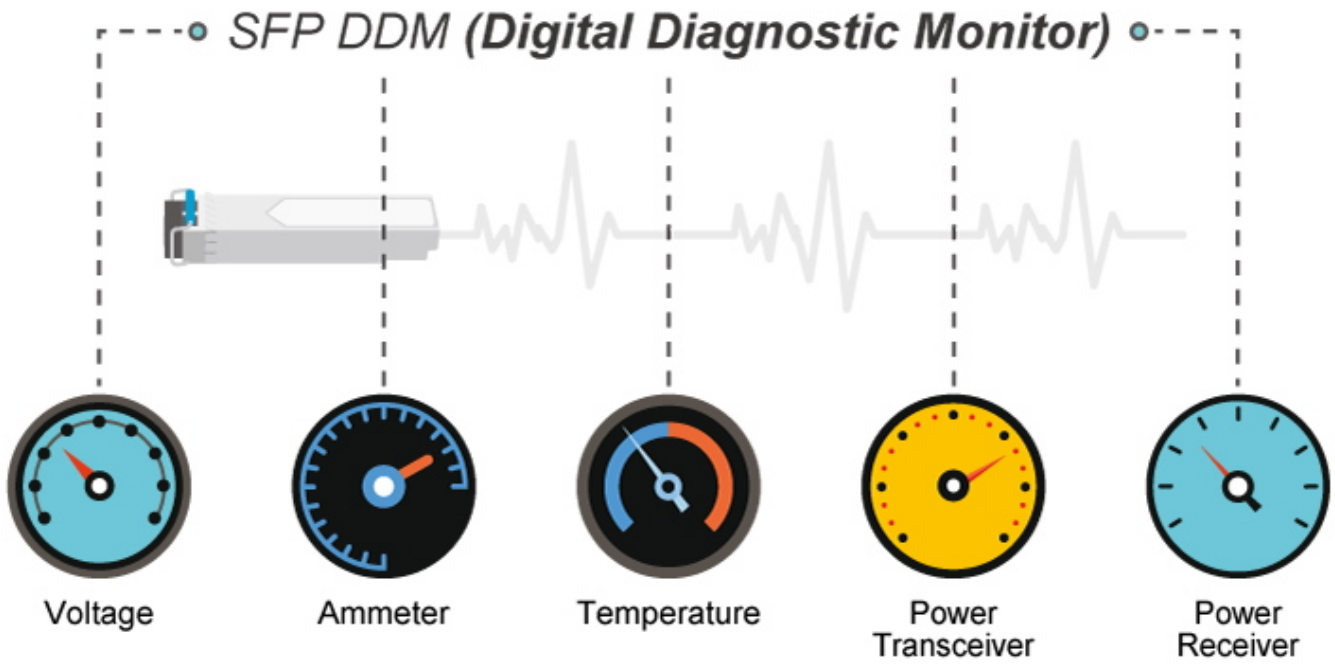 SFP DDM (Digital Diagnostic Monitor)
Voltage
Ammeter
Temperature
Power
Transceiver
Power
Receiver